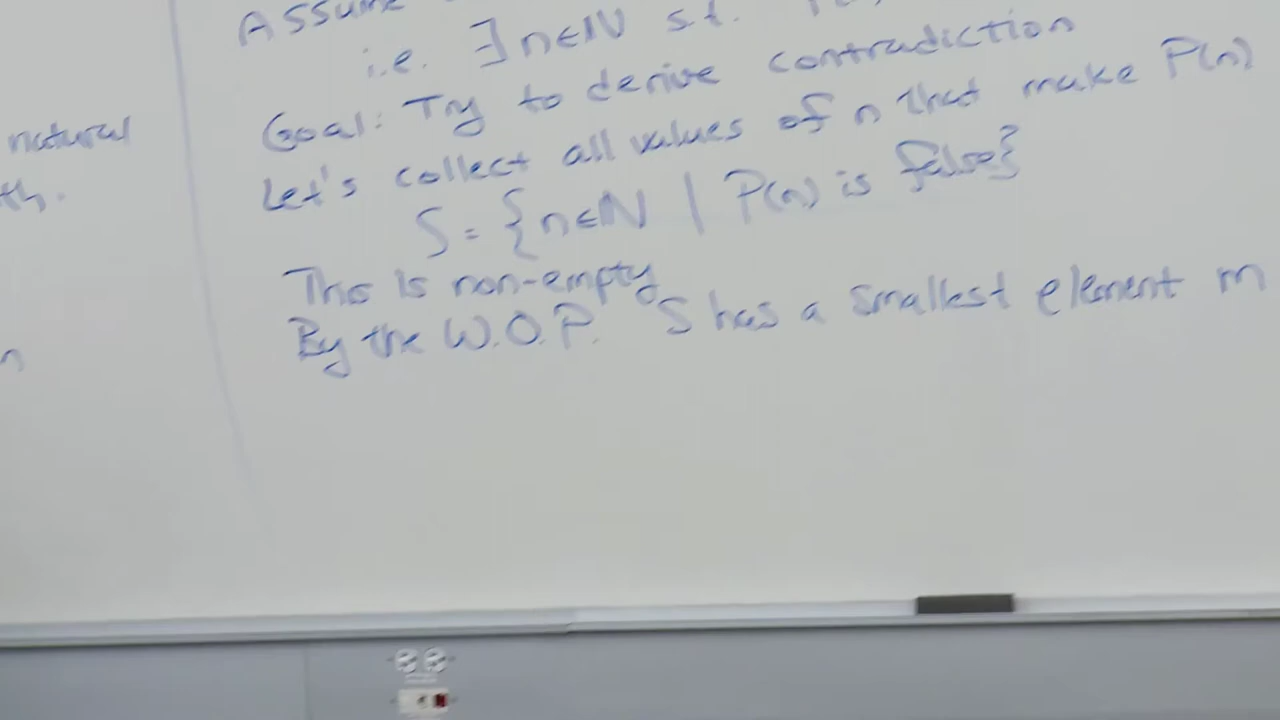 Assume
i.e. ∃n∈ℕ s.t.
Goal: Try to derive contradiction
natural
Let's collect all values of n that make P(n)
th.
S = {n∈ℕ | P(n) is false}
This is non-empty
By the W.O.P. S has a smallest element m
n